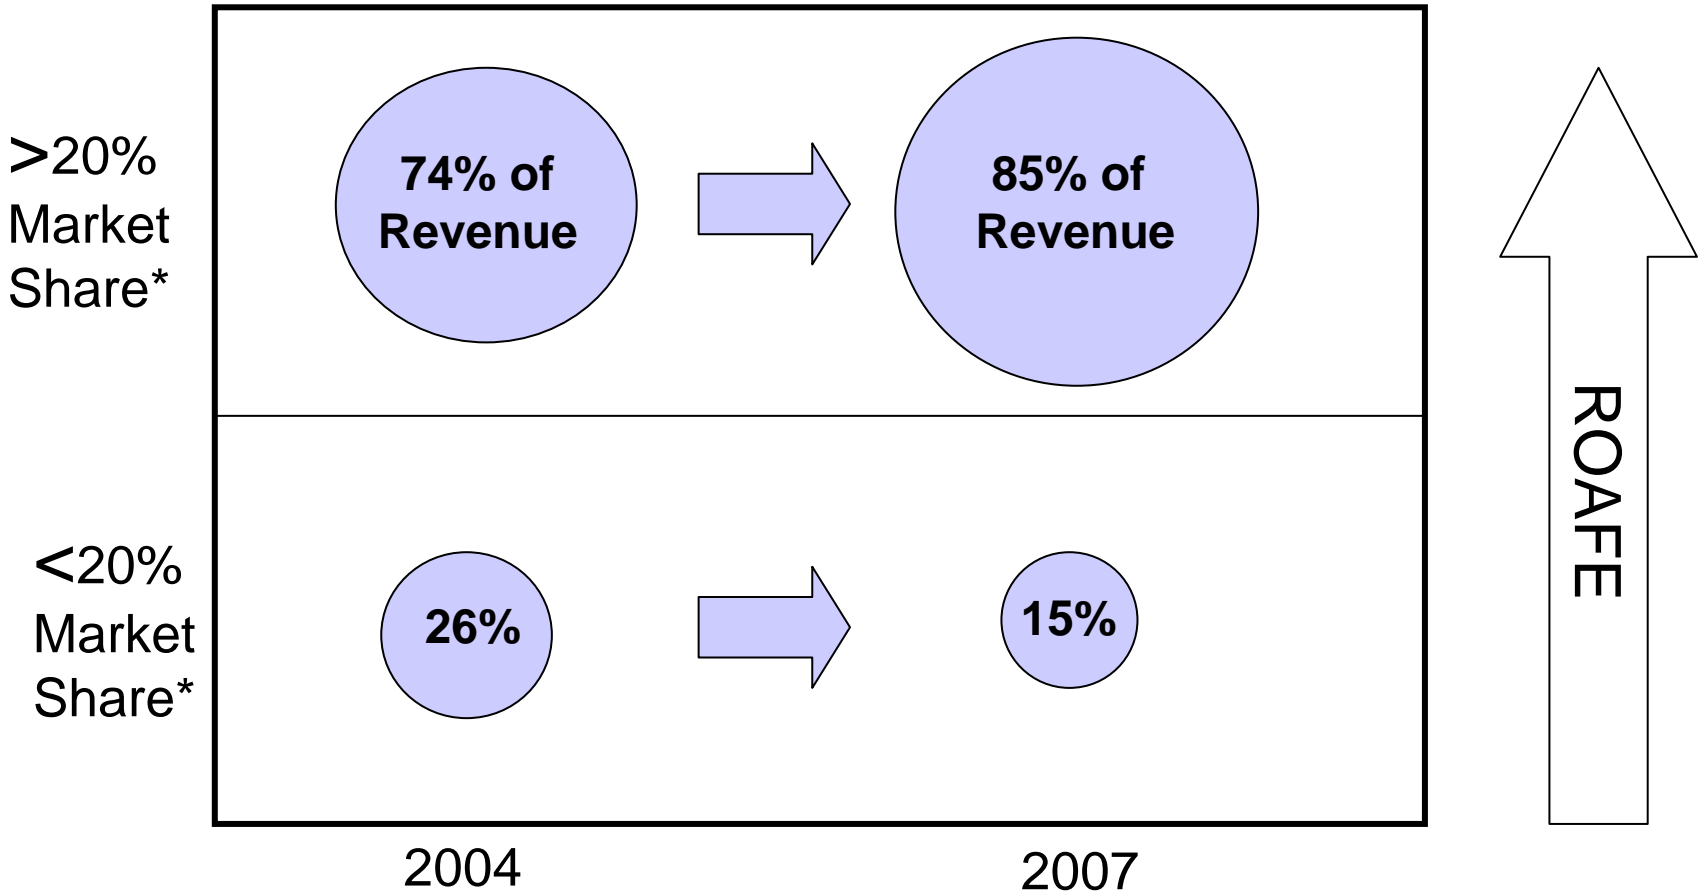 >20%
Market
Share*
74% of
Revenue
85% of
Revenue
ROAFE
<20%
Market
Share*
26%
15%
2004
2007